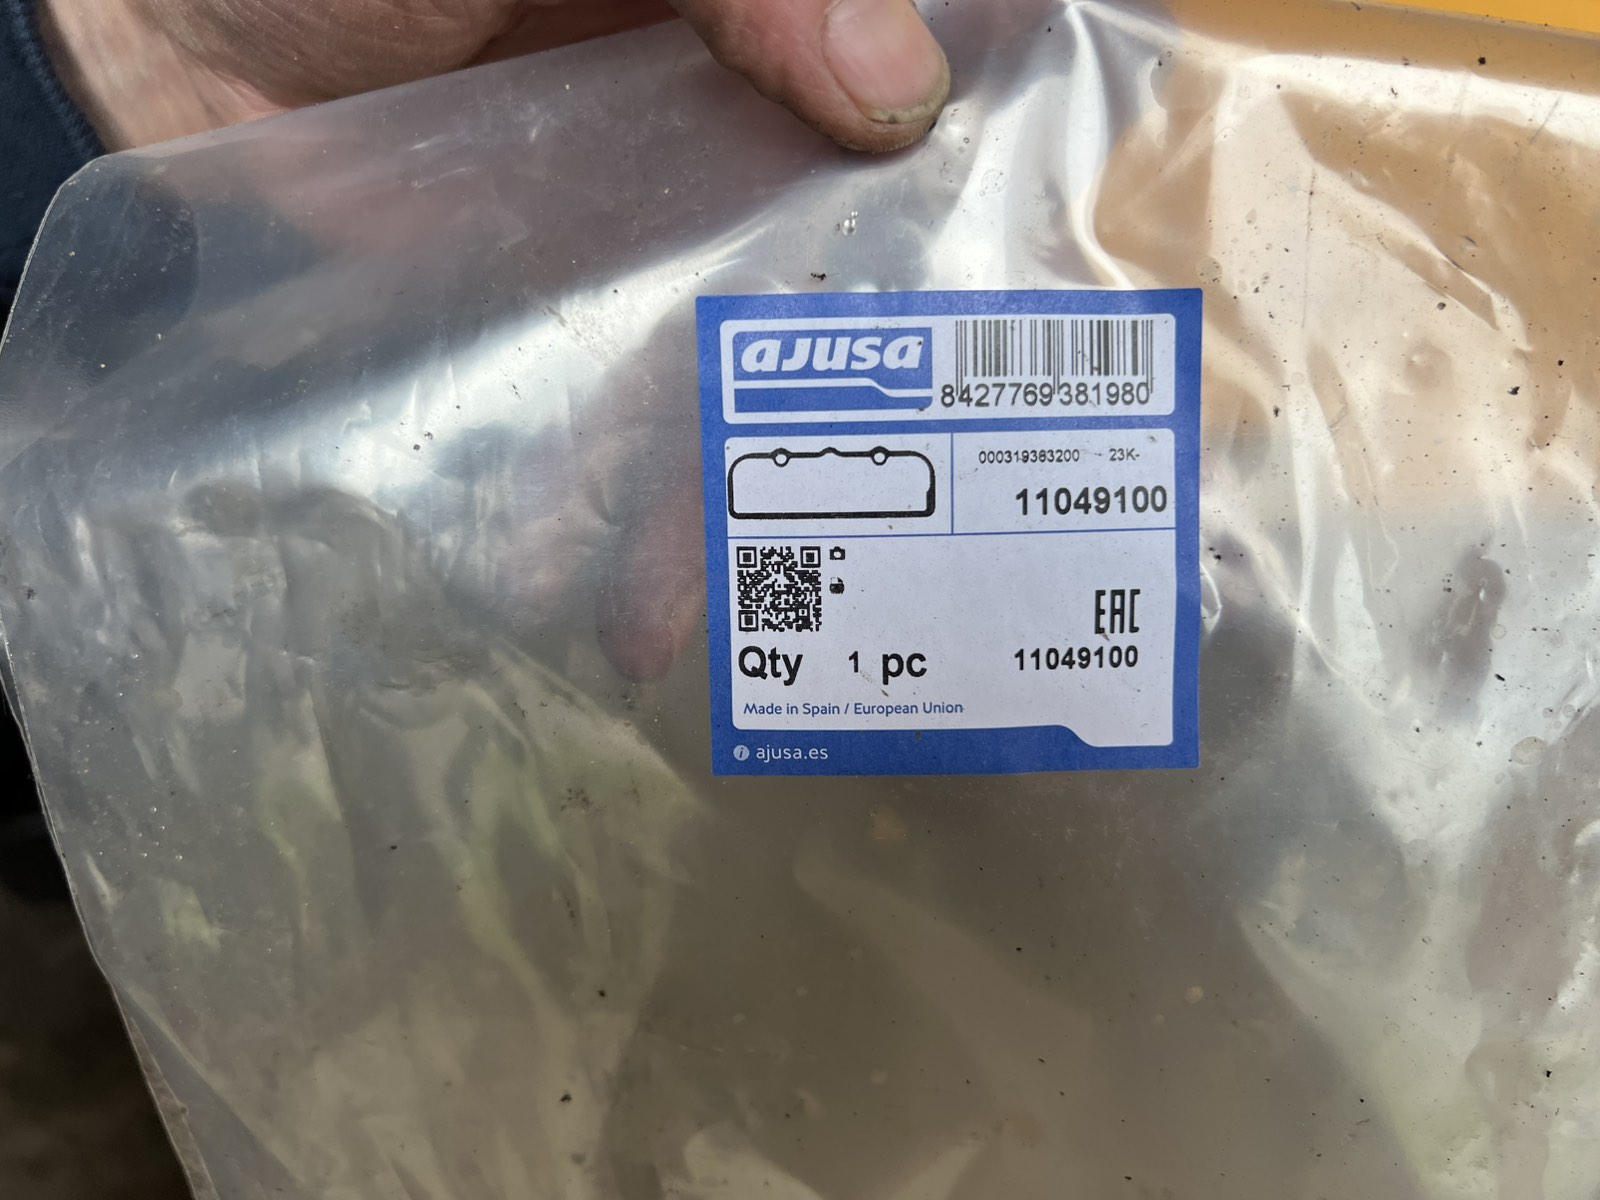 ajusa
8427769381980
000319363200 - 23K-
11049100
EAC
Qty 1 pc 11049100
Made in Spain / European Union
i ajusa.es